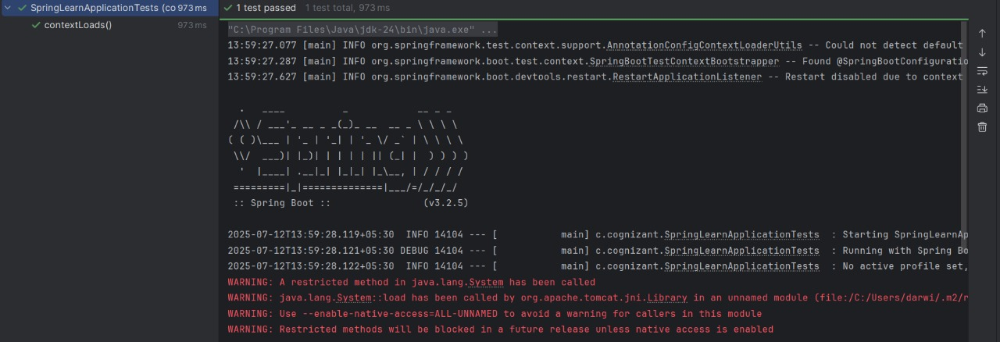 SpringLearnApplicationTests (co 973 ms
contextLoads() 973 ms
1 test passed 1 test total, 973 ms
"C:\Program Files\Java\jdk-24\bin\java.exe" ...
13:59:27.077 [main] INFO org.springframework.test.context.support.AnnotationConfigContextLoaderUtils -- Could not detect default
13:59:27.287 [main] INFO org.springframework.boot.test.context.SpringBootTestContextBootstrapper -- Found @SpringBootConfiguratio
13:59:27.627 [main] INFO org.springframework.boot.devtools.restart.RestartApplicationListener -- Restart disabled due to context
  .   ____          _            __ _ _
 /\\ / ___'_ __ _ _(_)_ __  __ _ \ \ \ \
( ( )\___ | '_ | '_| | '_ \/ _` | \ \ \ \
 \\/  ___)| |_)| | | | | || (_| |  ) ) ) )
  '  |____| .__|_| |_|_| |_\__, | / / / /
 =========|_|==============|___/=/_/_/_/
 :: Spring Boot ::                (v3.2.5)
2025-07-12T13:59:28.119+05:30  INFO 14104 --- [           main] c.cognizant.SpringLearnApplicationTests  : Starting SpringLearnAp
2025-07-12T13:59:28.121+05:30 DEBUG 14104 --- [           main] c.cognizant.SpringLearnApplicationTests  : Running with Spring Bo
2025-07-12T13:59:28.122+05:30  INFO 14104 --- [           main] c.cognizant.SpringLearnApplicationTests  : No active profile set,
WARNING: A restricted method in java.lang.System has been called
WARNING: java.lang.System::load has been called by org.apache.tomcat.jni.Library in an unnamed module (file:/C:/Users/darwi/.m2/r
WARNING: Use --enable-native-access=ALL-UNNAMED to avoid a warning for callers in this module
WARNING: Restricted methods will be blocked in a future release unless native access is enabled